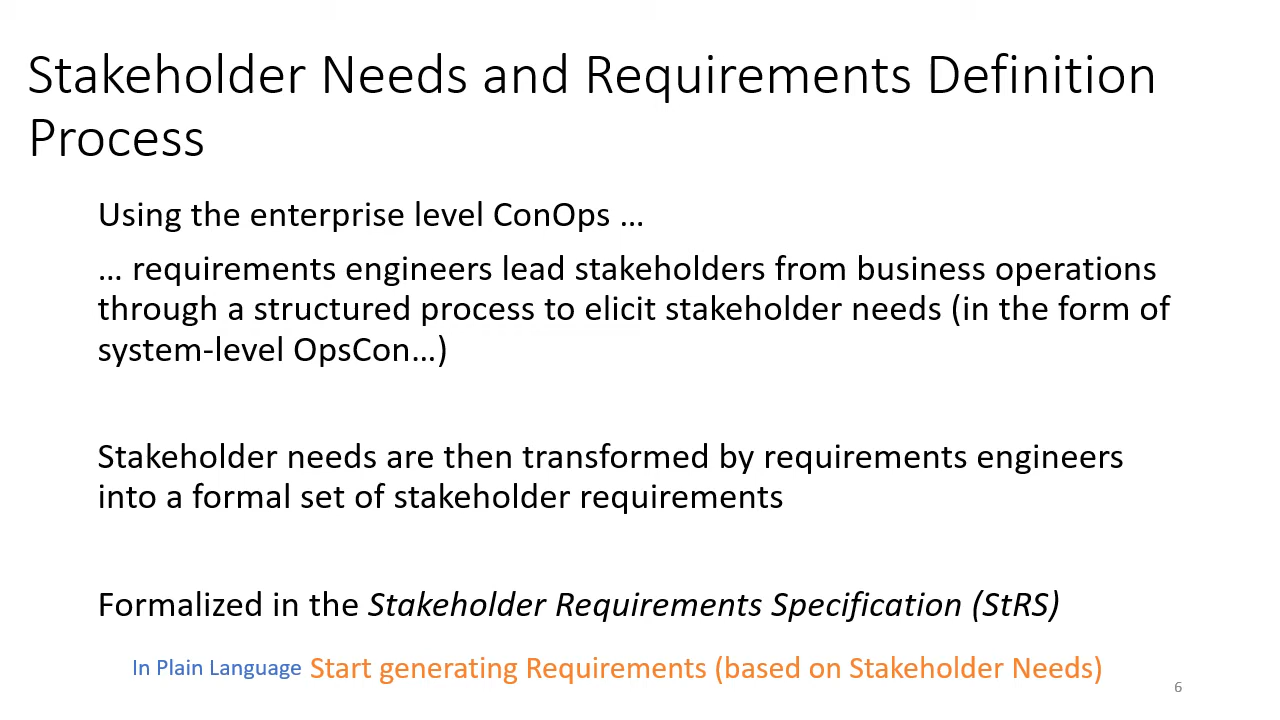 Stakeholder Needs and Requirements Definition
Process
Using the enterprise level ConOps …
… requirements engineers lead stakeholders from business operations
through a structured process to elicit stakeholder needs (in the form of
system-level OpsCon…)
Stakeholder needs are then transformed by requirements engineers
into a formal set of stakeholder requirements
Formalized in the Stakeholder Requirements Specification (StRS)
In Plain Language Start generating Requirements (based on Stakeholder Needs)
6